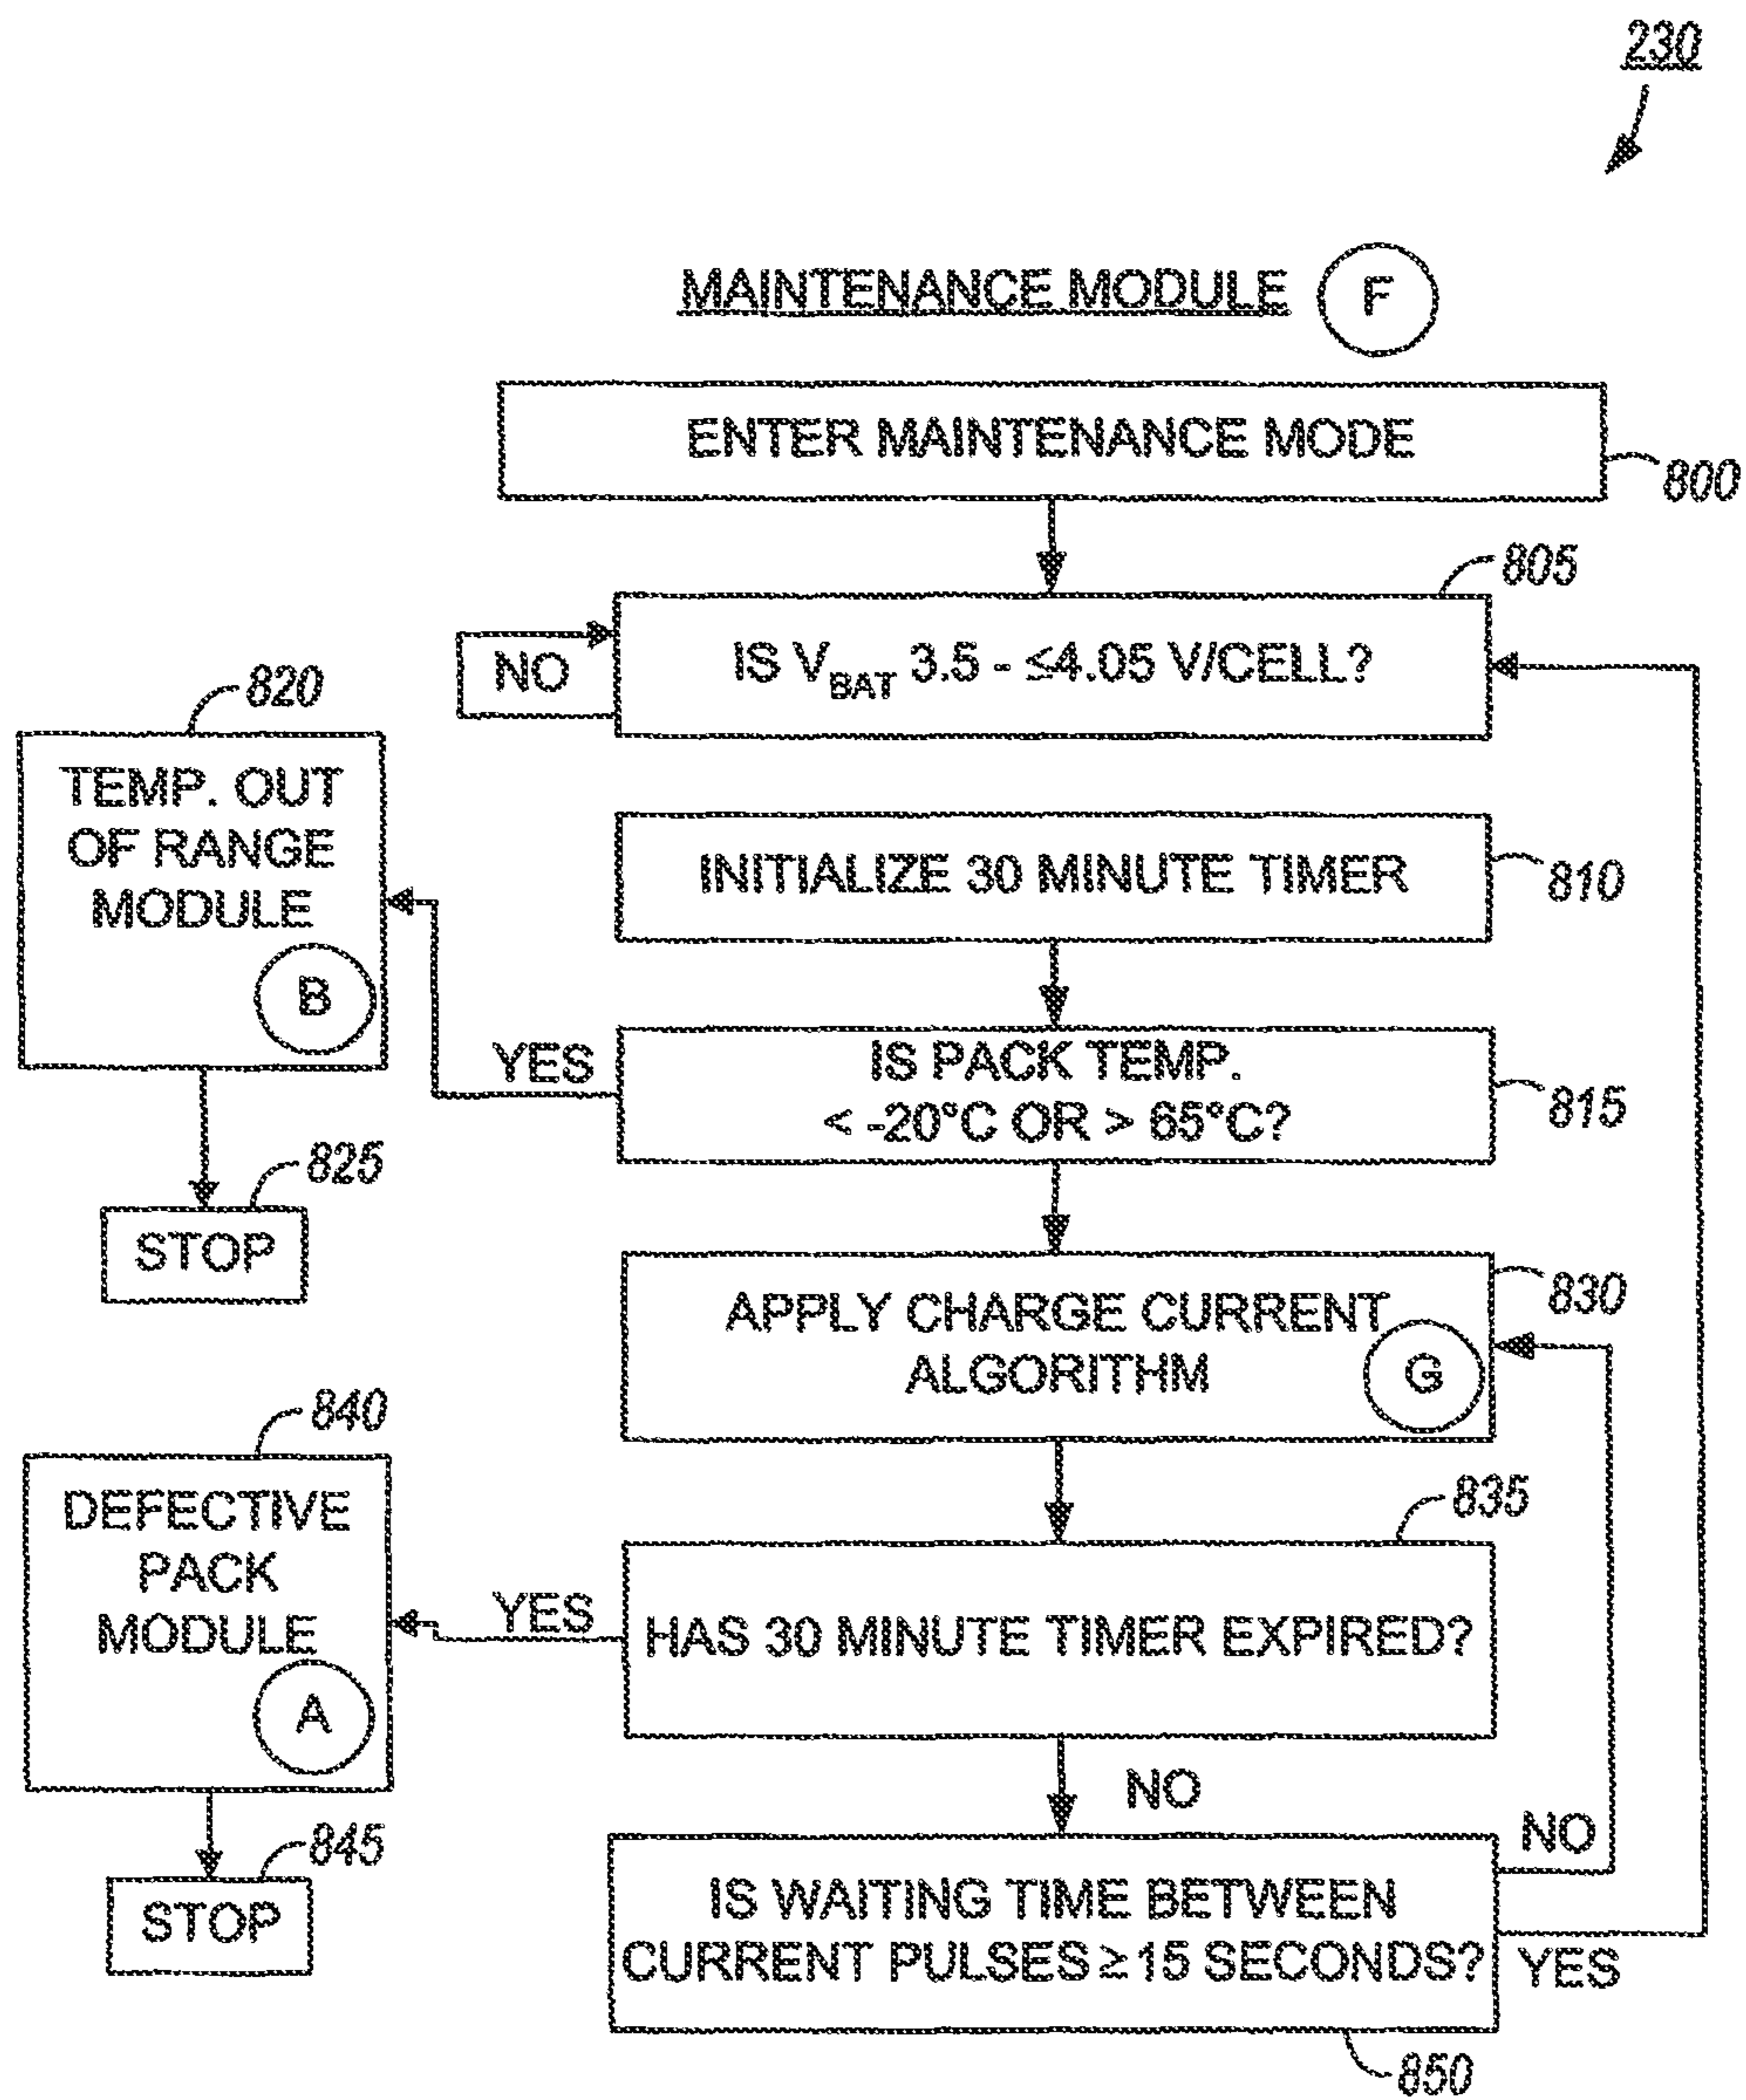 230
MAINTENANCE MODULE F
ENTER MAINTENANCE MODE
800
805
IS VBAT 3.5 - ≤4.05 V/CELL?
NO
820
TEMP. OUT
OF RANGE
MODULE
B
INITIALIZE 30 MINUTE TIMER
810
YES
IS PACK TEMP.
< -20°C OR > 65°C?
815
825
STOP
APPLY CHARGE CURRENT
ALGORITHM
G
830
840
DEFECTIVE
PACK
MODULE
A
835
YES
HAS 30 MINUTE TIMER EXPIRED?
NO
845
STOP
IS WAITING TIME BETWEEN
CURRENT PULSES ≥ 15 SECONDS?
NO
YES
850